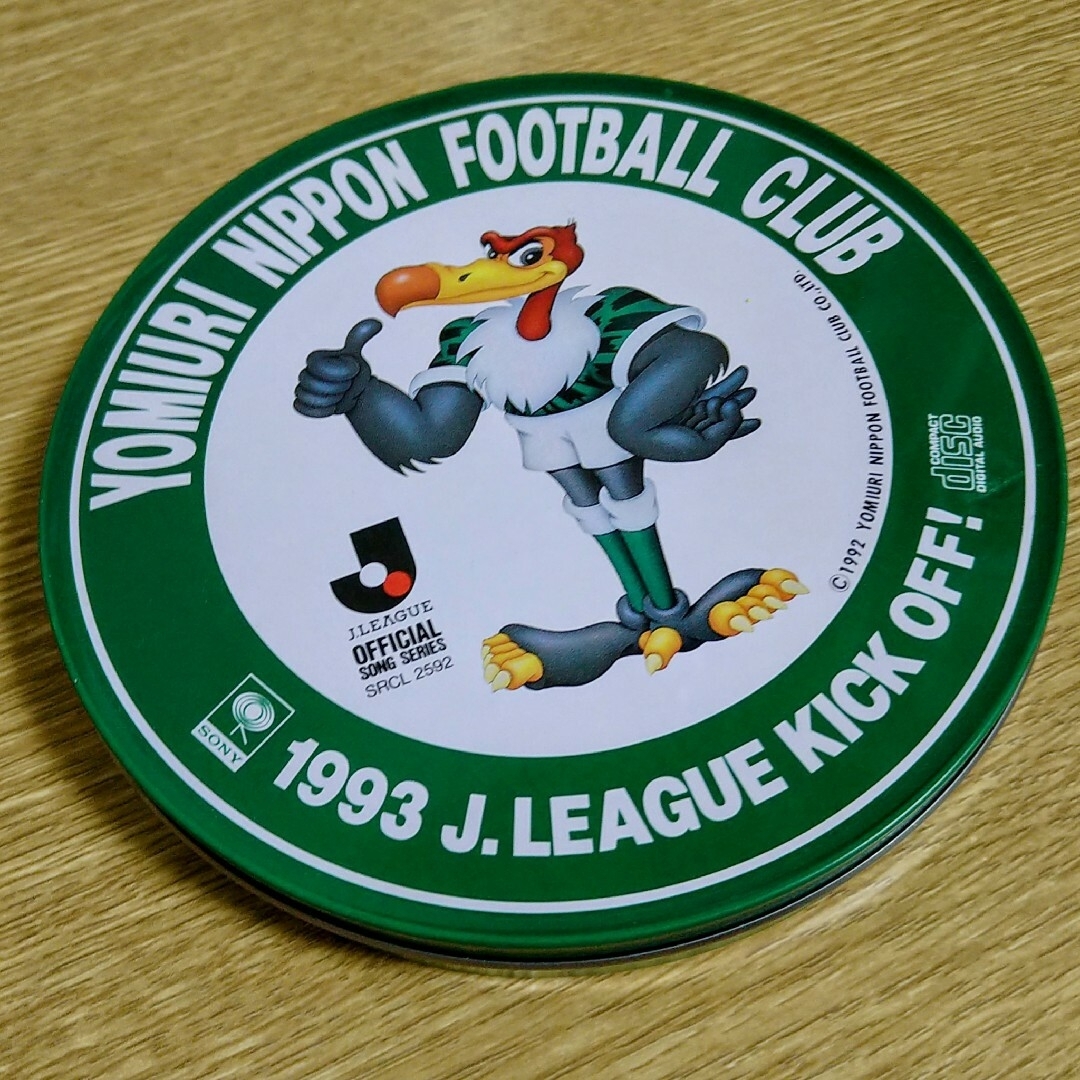 YOMIURI NIPPON FOOTBALL CLUB
©1992 YOMIURI NIPPON FOOTBALL CLUB CO.,LTD.
COMPACT
disc
DIGITAL AUDIO
J.LEAGUE
OFFICIAL
SONG SERIES
SRCL 2592
SONY
1993 J.LEAGUE KICK OFF!